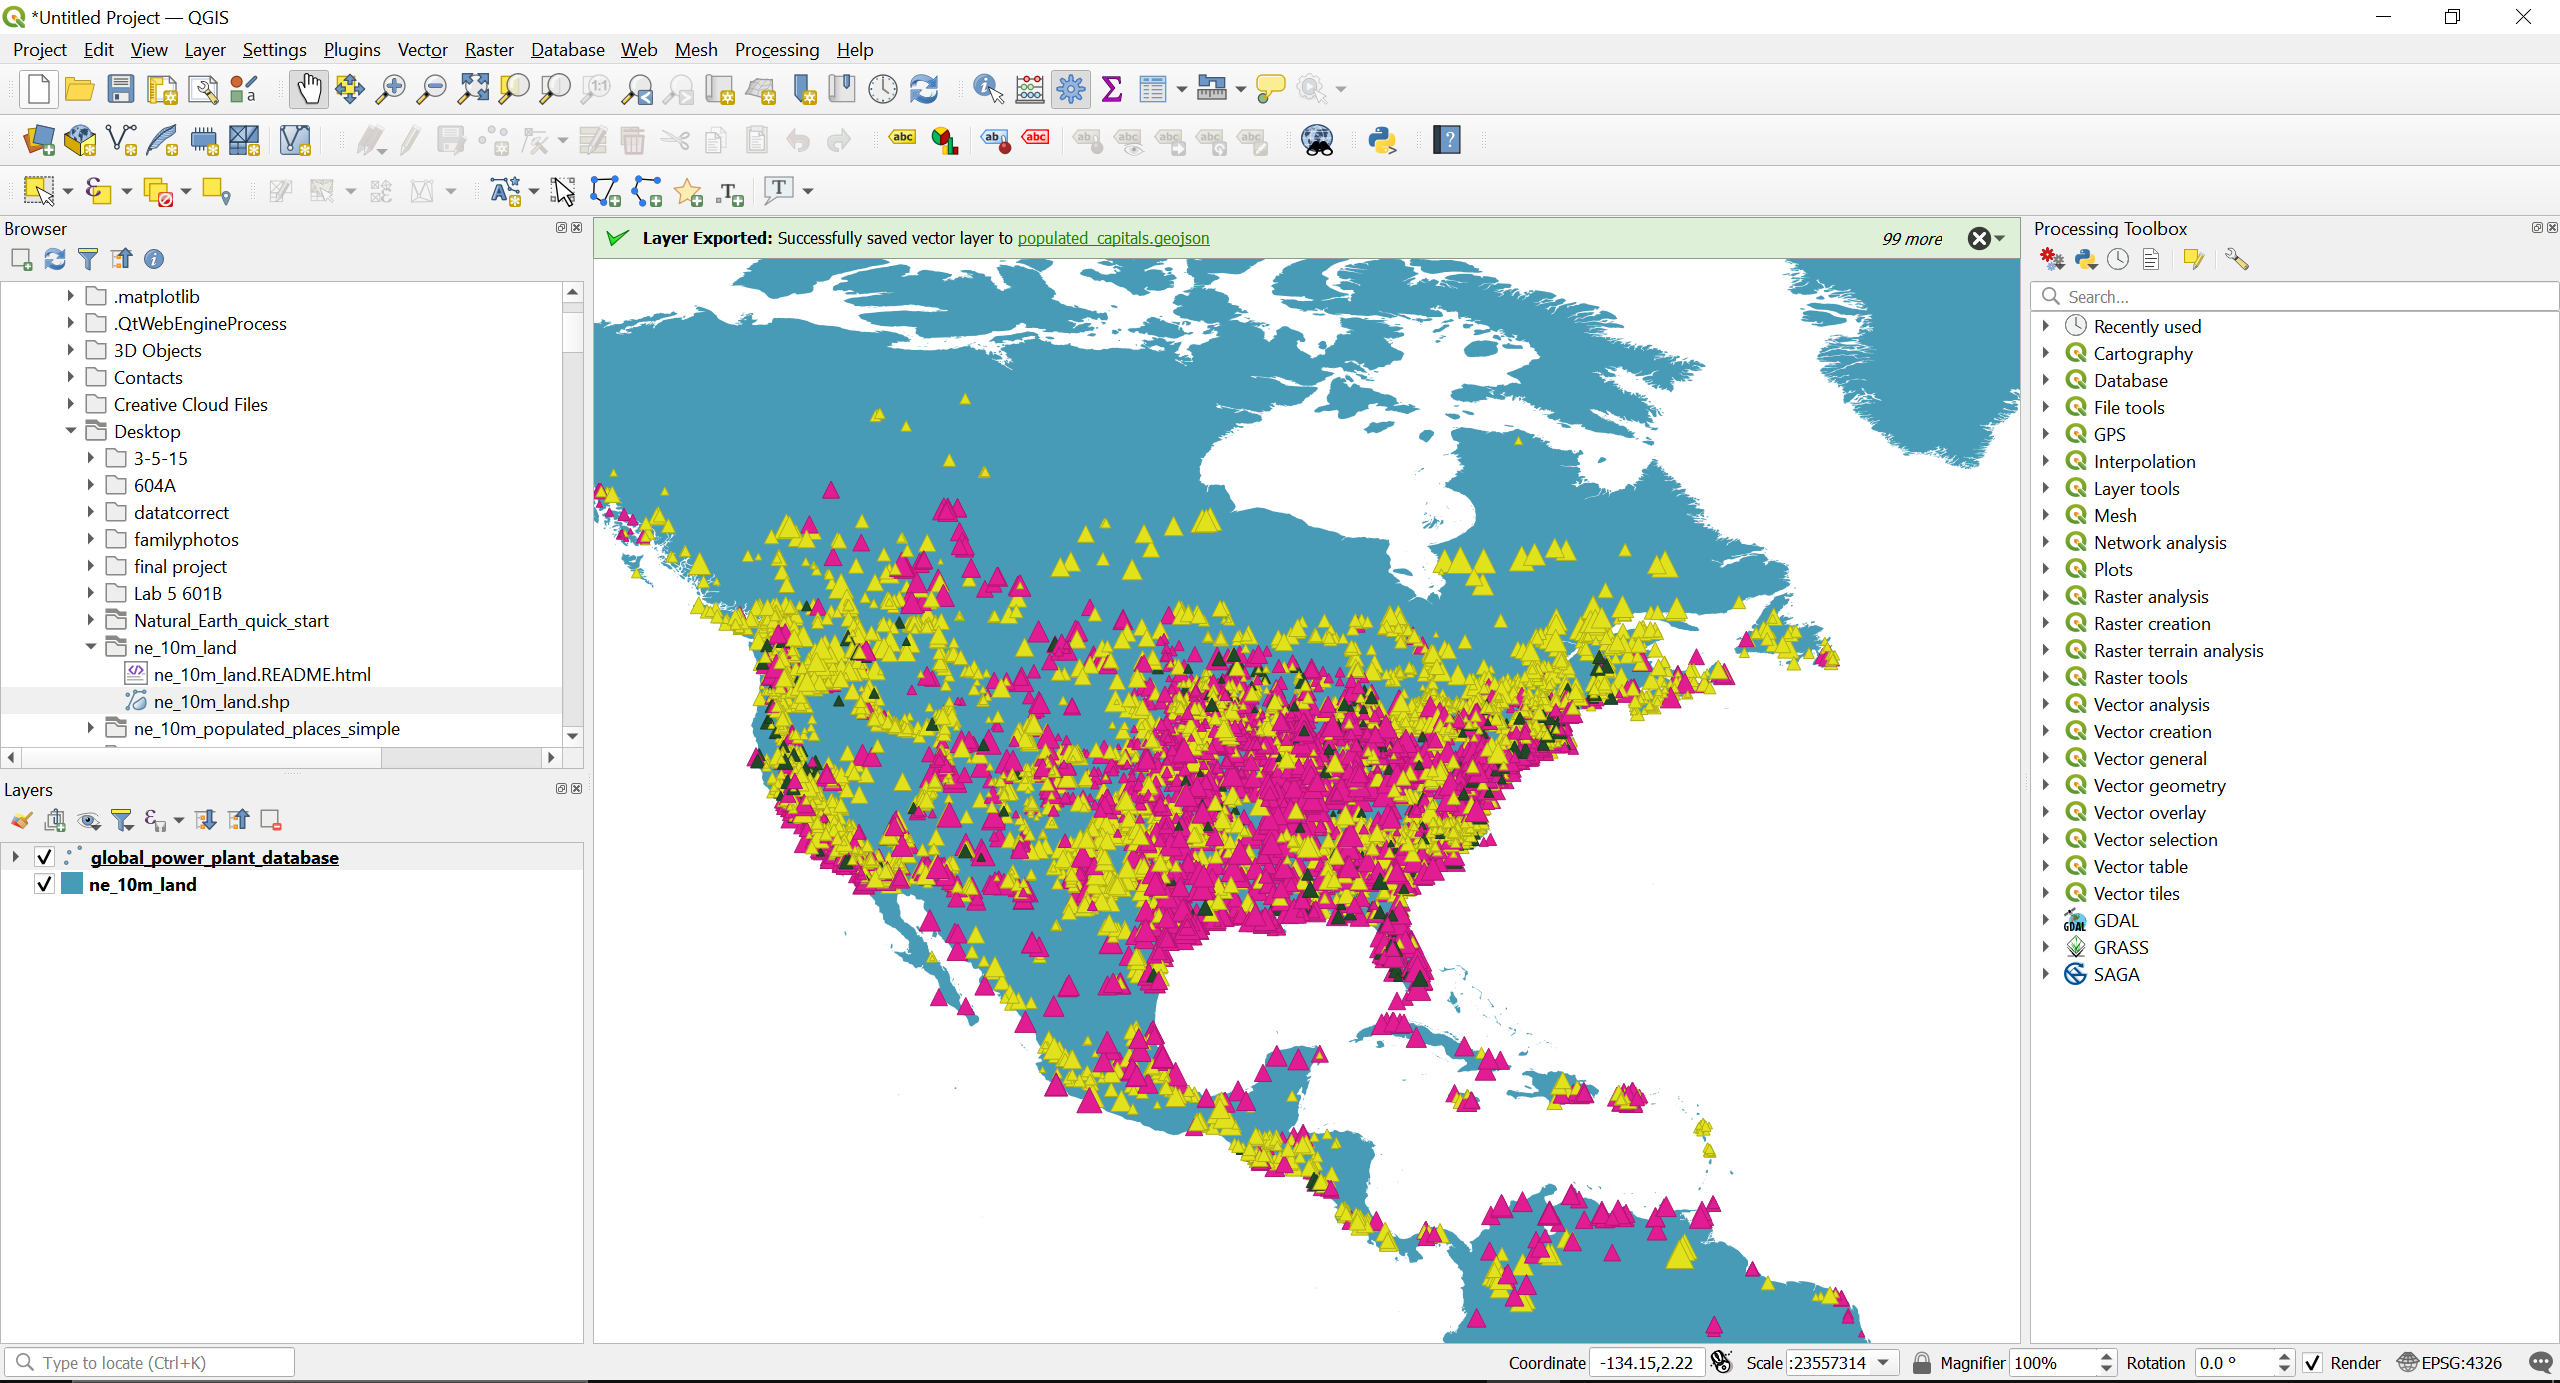 *Untitled Project — QGIS
Project Edit View Layer Settings Plugins Vector Raster Database Web Mesh Processing Help
Browser
.matplotlib
.QtWebEngineProcess
3D Objects
Contacts
Creative Cloud Files
Desktop
3-5-15
604A
datatcorrect
familyphotos
final project
Lab 5 601B
Natural_Earth_quick_start
ne_10m_land
ne_10m_land.README.html
ne_10m_land.shp
ne_10m_populated_places_simple
Layers
global_power_plant_database
ne_10m_land
Layer Exported: Successfully saved vector layer to populated_capitals.geojson 99 more
Processing Toolbox
Search...
Recently used
Cartography
Database
File tools
GPS
Interpolation
Layer tools
Mesh
Network analysis
Plots
Raster analysis
Raster creation
Raster terrain analysis
Raster tools
Vector analysis
Vector creation
Vector general
Vector geometry
Vector overlay
Vector selection
Vector table
Vector tiles
GDAL GDAL
GRASS
SAGA
Type to locate (Ctrl+K) Coordinate -134.15,2.22 Scale :23557314 Magnifier 100% Rotation 0.0 ° Render EPSG:4326